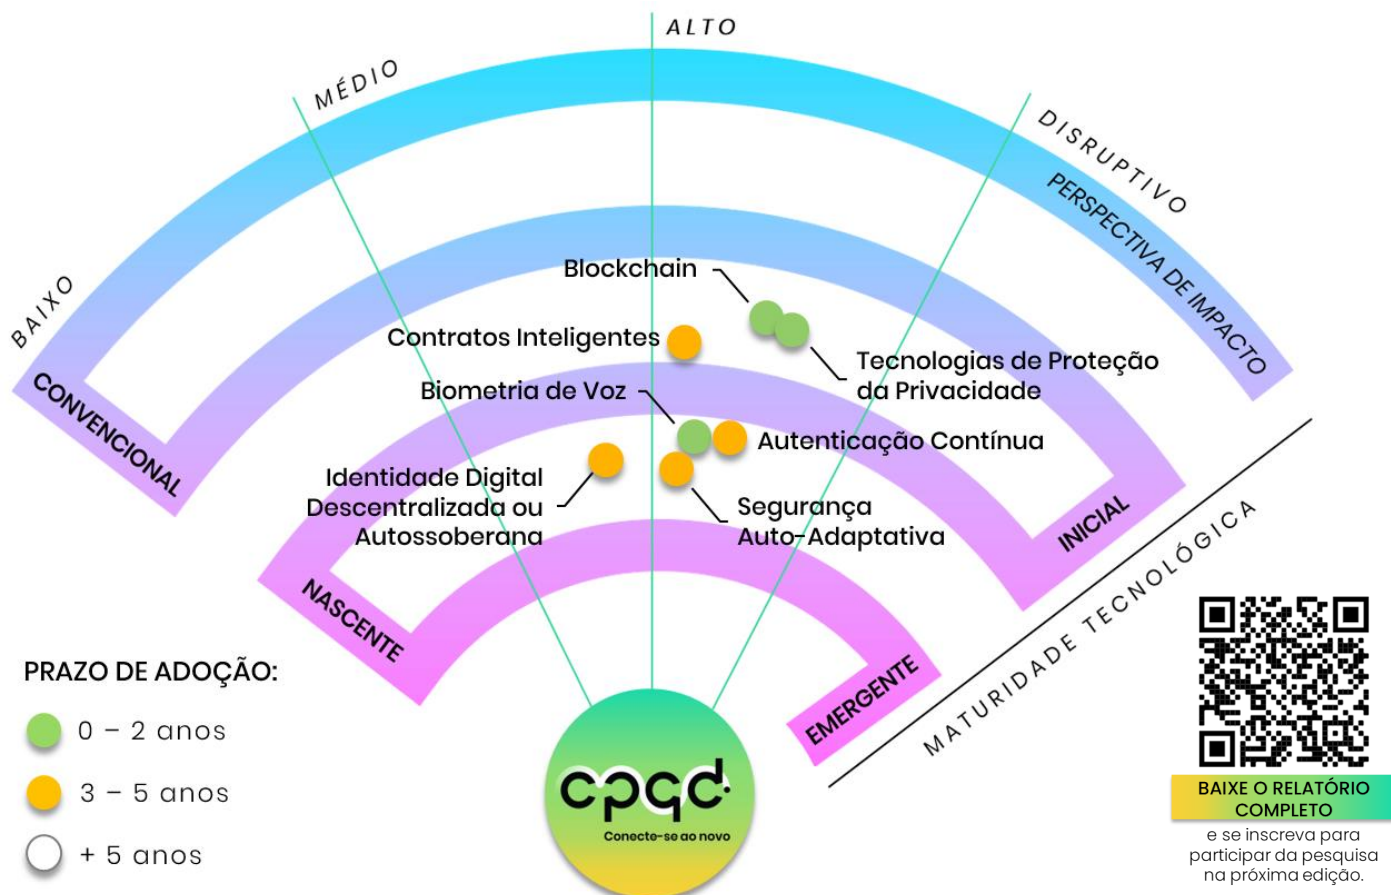 BAIXO
MÉDIO
ALTO
DISRUPTIVO
PERSPECTIVA DE IMPACTO
CONVENCIONAL
Blockchain
Contratos Inteligentes
Tecnologias de Proteção
da Privacidade
Biometria de Voz
Autenticação Contínua
Identidade Digital
Descentralizada ou
Autossoberana
Segurança
Auto-Adaptativa
INICIAL
NASCENTE
EMERGENTE
MATURIDADE TECNOLÓGICA
PRAZO DE ADOÇÃO:
0 – 2 anos
3 – 5 anos
+ 5 anos
cpqd
Conecte-se ao novo
BAIXE O RELATÓRIO
COMPLETO
e se inscreva para
participar da pesquisa
na próxima edição.